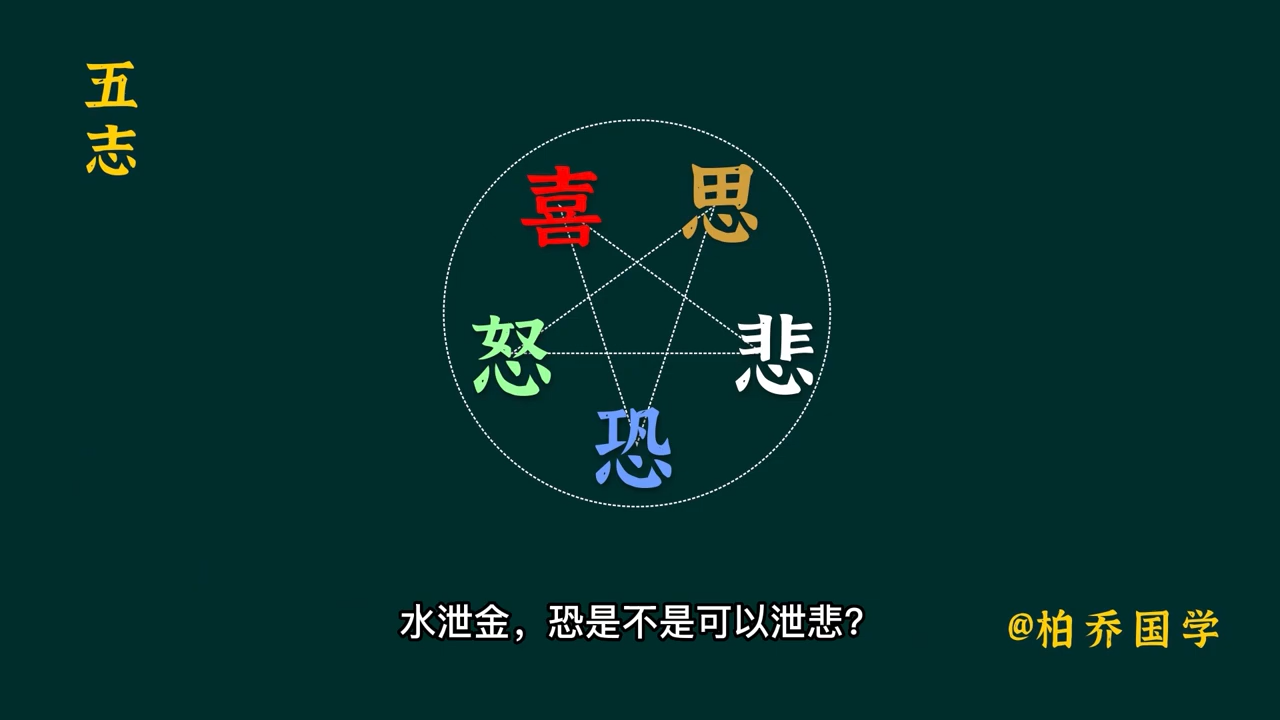 五志
喜
思
怒
悲
恐
水泄金，恐是不是可以泄悲？
@柏乔国学